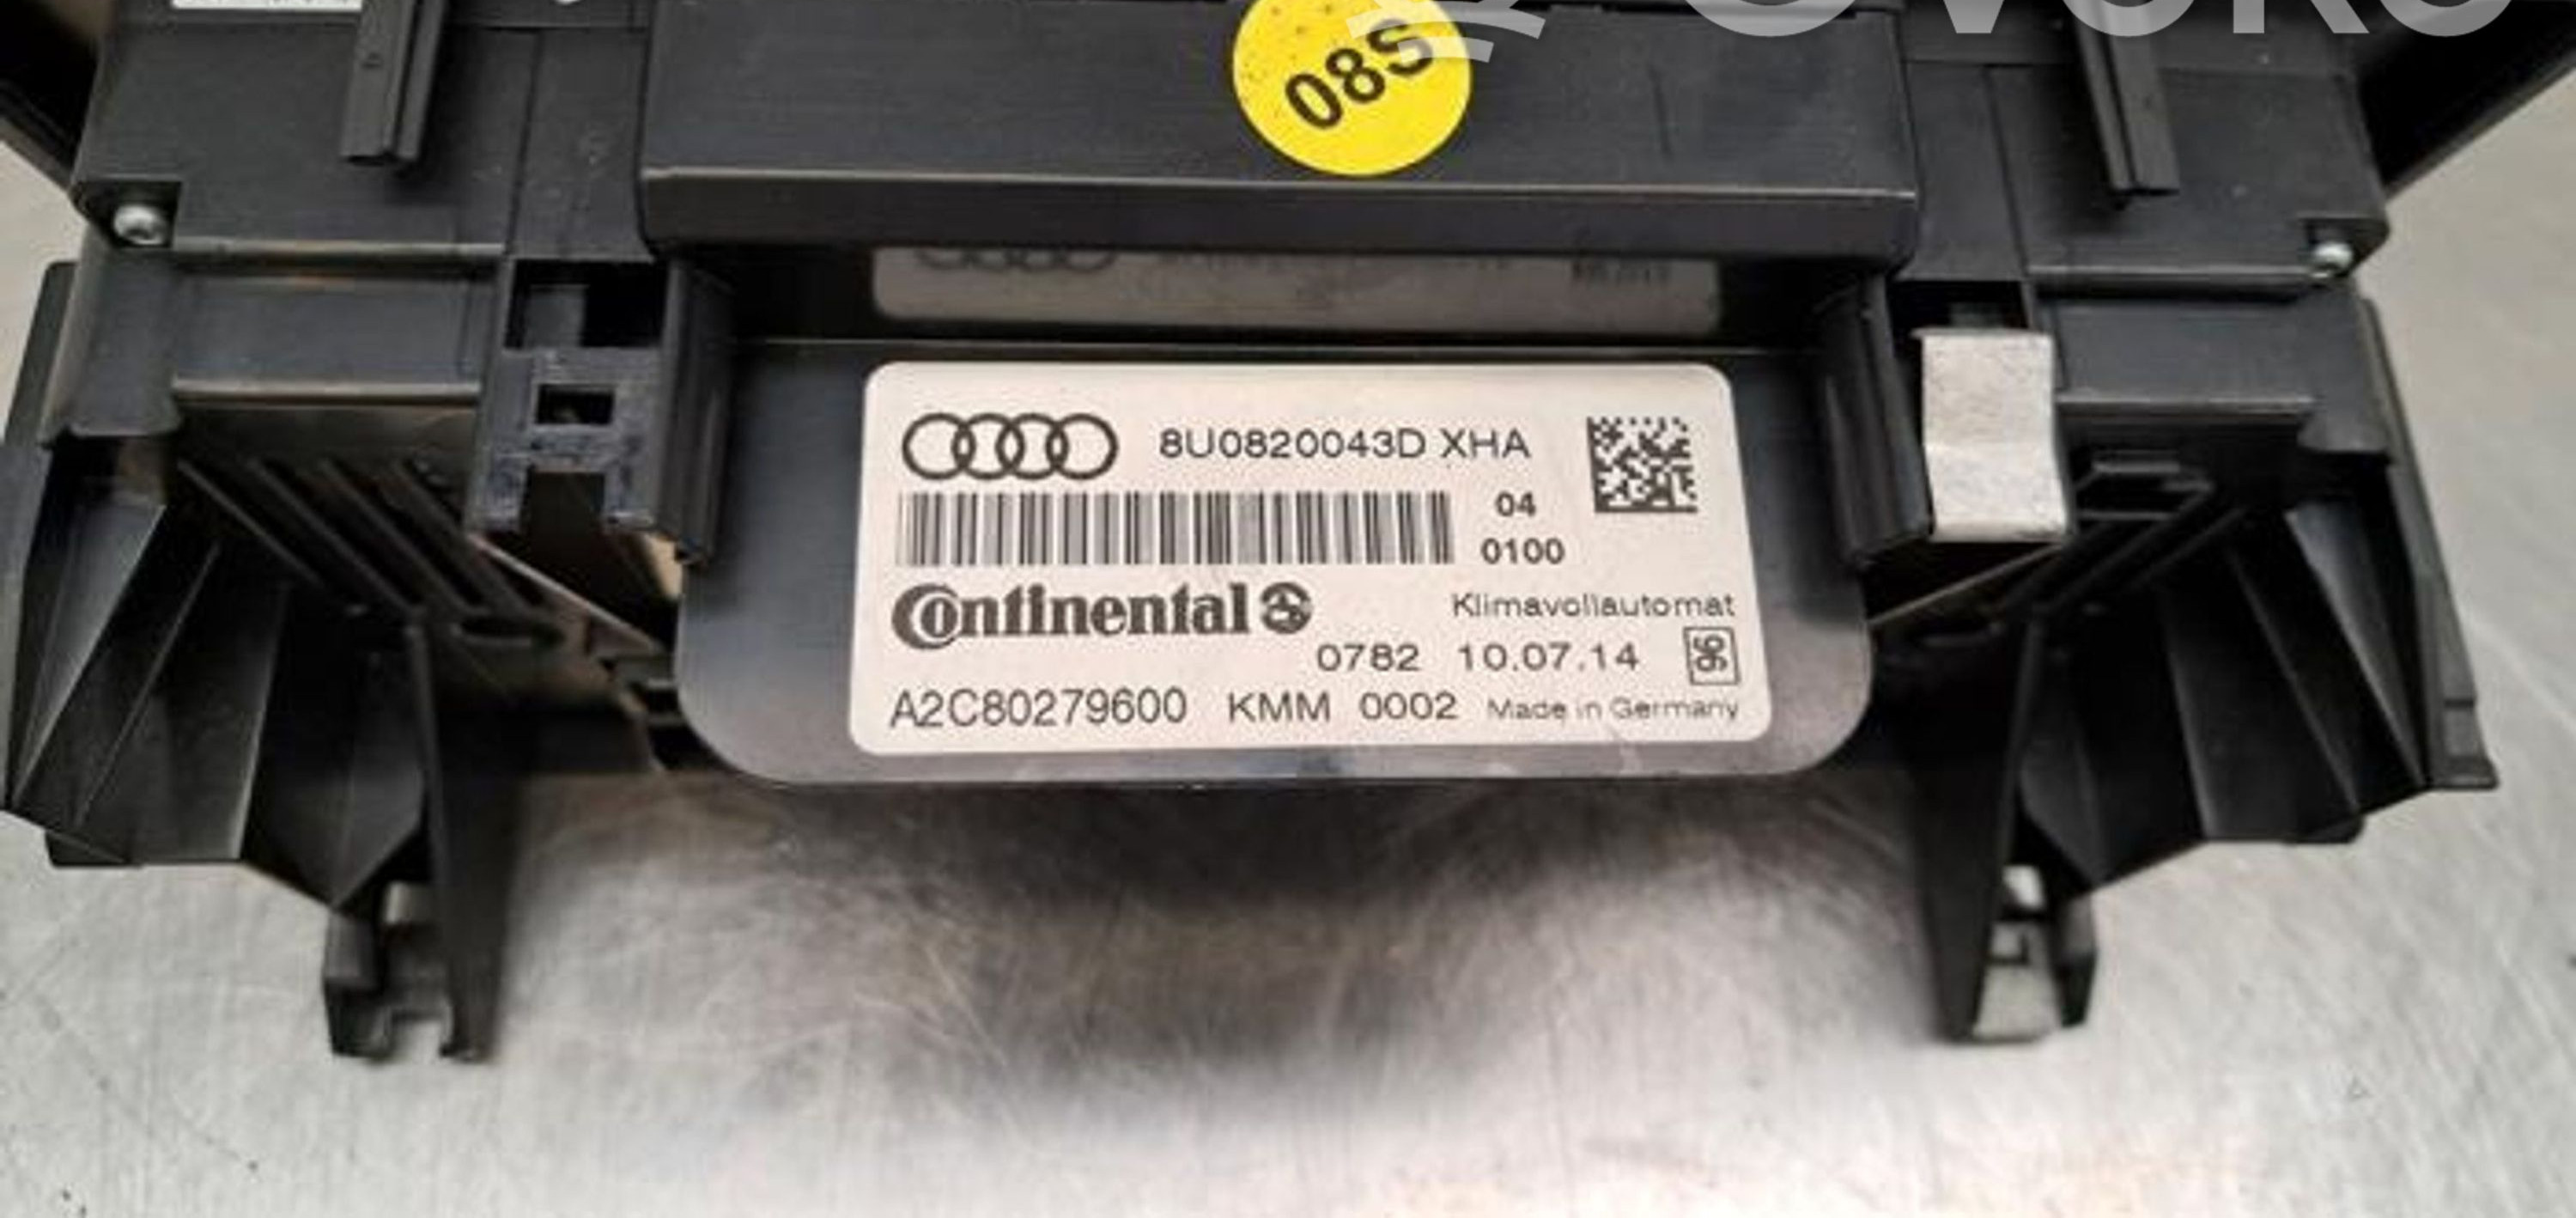 08S
8U0820043D XHA
04
0100
Continental
Klimavollautomat
0782 10.07.14
96
A2C80279600 KMM 0002 Made in Germany